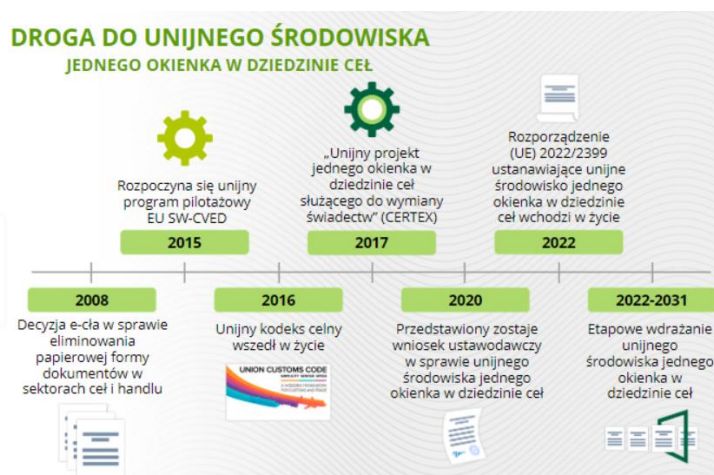 DROGA DO UNIJNEGO ŚRODOWISKA
JEDNEGO OKIENKA W DZIEDZINIE CEŁ
Rozpoczyna się unijny
program pilotażowy
EU SW-CVED
2015
„Unijny projekt
jednego okienka w
dziedzinie ceł
służącego do wymiany
świadectw” (CERTEX)
2017
Rozporządzenie
(UE) 2022/2399
ustanawiające unijne
środowisko jednego
okienka w dziedzinie
ceł wchodzi w życie
2022
2008
Decyzja e-cła w sprawie
eliminowania
papierowej formy
dokumentów w
sektorach ceł i handlu
2016
Unijny kodeks celny
wszedł w życie
UNION CUSTOMS CODE
2020
Przedstawiony zostaje
wniosek ustawodawczy
w sprawie unijnego
środowiska jednego
okienka w dziedzinie ceł
2022-2031
Etapowe wdrażanie
unijnego
środowiska jednego
okienka w
dziedzinie ceł